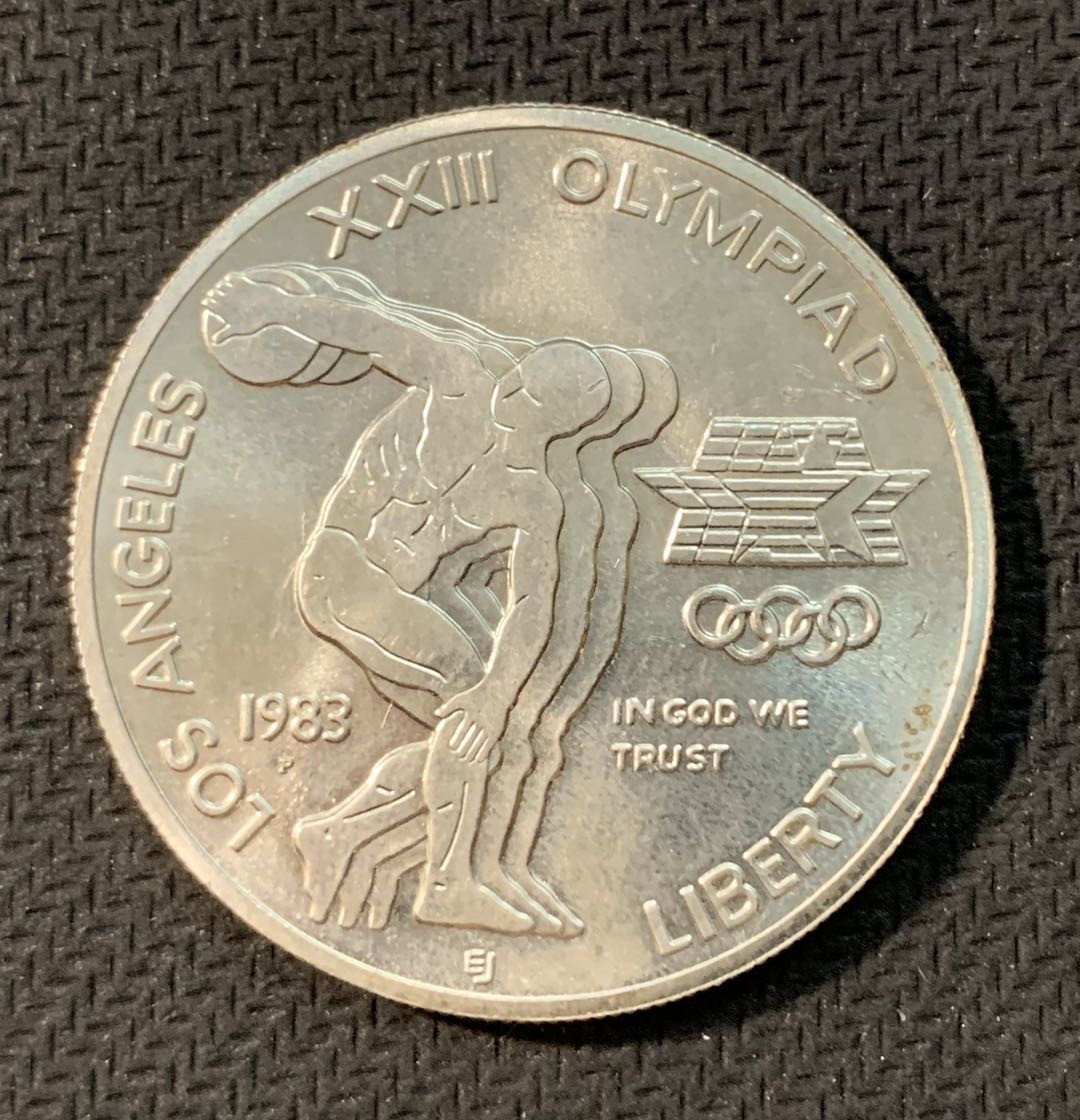 LOS ANGELES XXIII OLYMPIAD
1983
P
IN GOD WE
TRUST
LIBERTY
EJ